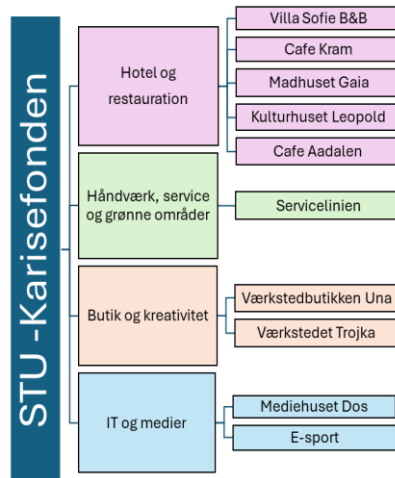 STU -Karisefonden
Hotel og
restauration
Villa Sofie B&B
Cafe Kram
Madhuset Gaia
Kulturhuset Leopold
Cafe Aadalen
Håndværk, service
og grønne områder
Servicelinien
Butik og kreativitet
Værkstedbutikken Una
Værkstedet Trojka
IT og medier
Mediehuset Dos
E-sport